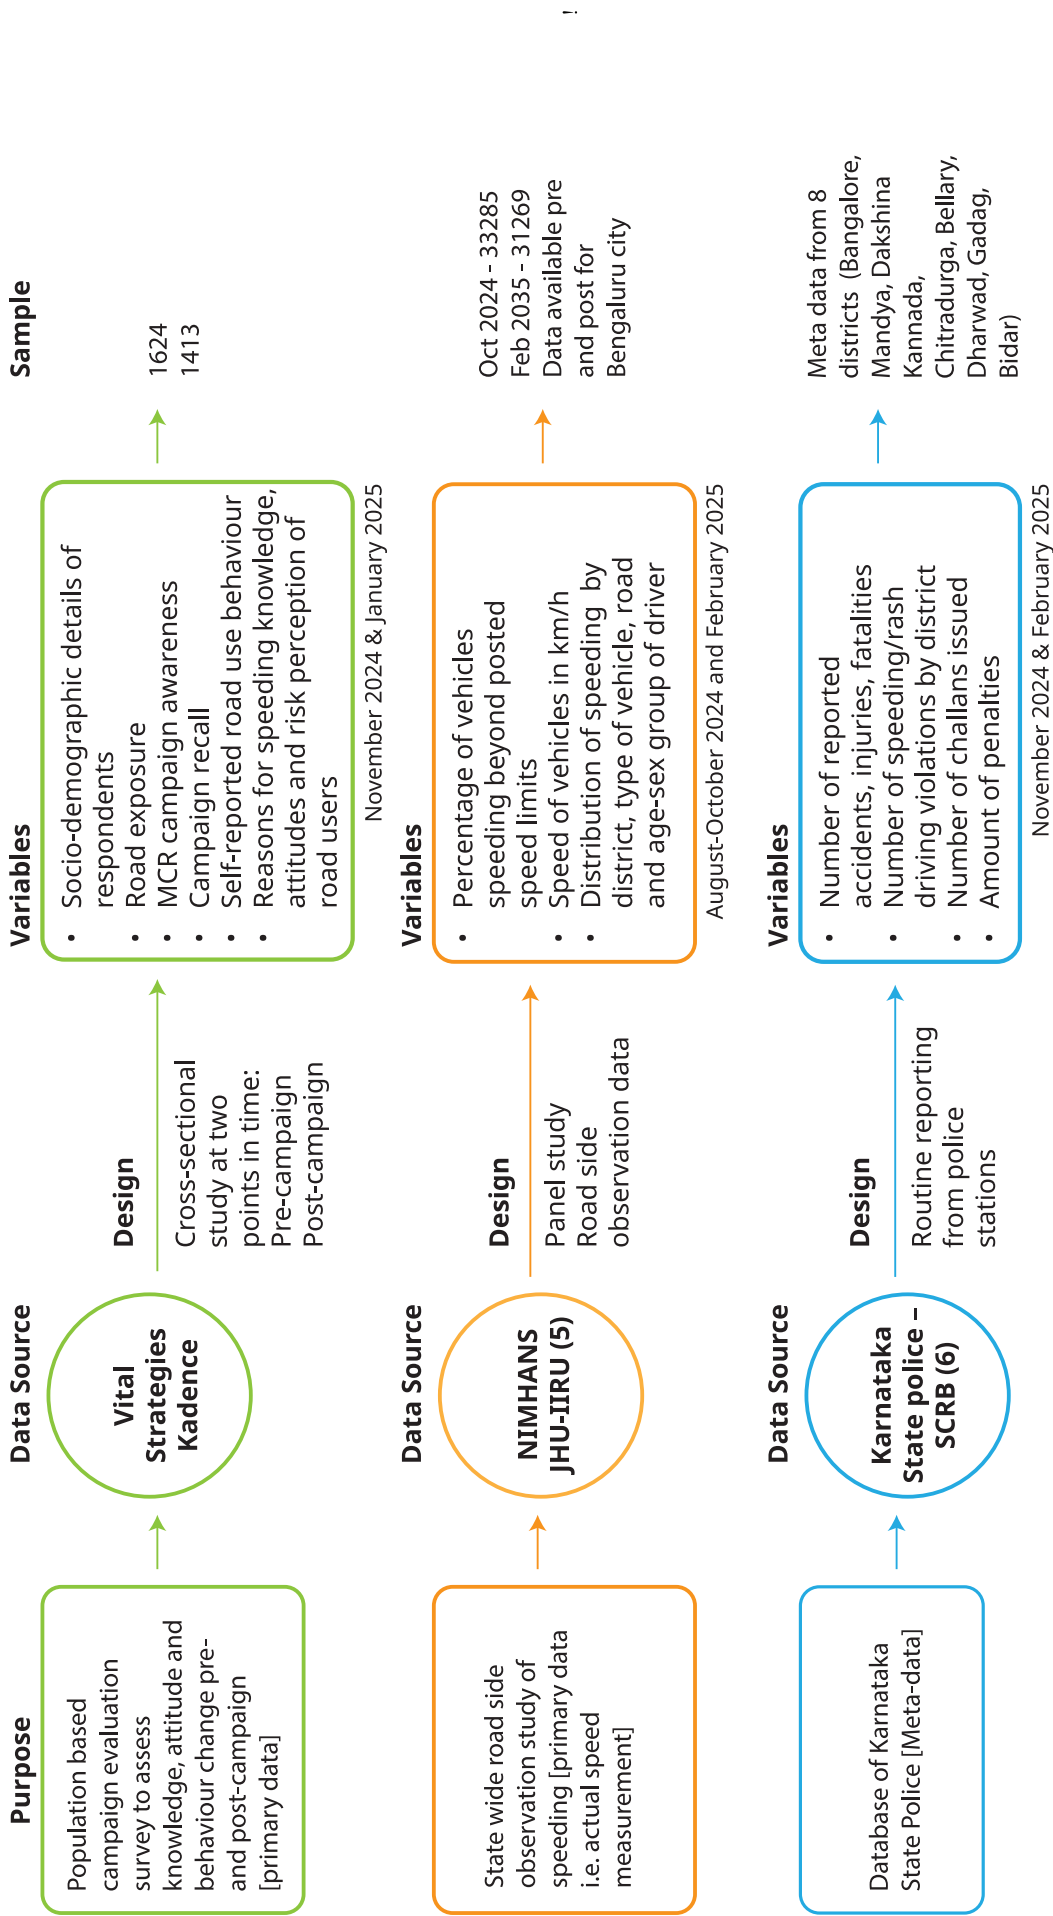 Purpose
Population based
campaign evaluation
survey to assess
knowledge, attitude and
behaviour change pre-
and post-campaign
[primary data]
Data Source
Vital
Strategies
Kadence
Design
Cross-sectional
study at two
points in time:
Pre-campaign
Post-campaign
Variables
• Socio-demographic details of
respondents
• Road exposure
• MCR campaign awareness
• Campaign recall
• Self-reported road use behaviour
• Reasons for speeding knowledge,
attitudes and risk perception of
road users
November 2024 & January 2025
Sample
1624
1413
State wide road side
observation study of
speeding [primary data
i.e. actual speed
measurement]
Data Source
NIMHANS
JHU-IIRU (5)
Design
Panel study
Road side
observation data
Variables
• Percentage of vehicles
speeding beyond posted
speed limits
• Speed of vehicles in km/h
• Distribution of speeding by
district, type of vehicle, road
and age-sex group of driver
August-October 2024 and February 2025
Oct 2024 - 33285
Feb 2035 - 31269
Data available pre
and post for
Bengaluru city
Database of Karnataka
State Police [Meta-data]
Data Source
Karnataka
State police –
SCRB (6)
Design
Routine reporting
from police
stations
Variables
• Number of reported
accidents, injuries, fatalities
• Number of speeding/rash
driving violations by district
• Number of challans issued
• Amount of penalties
November 2024 & February 2025
Meta data from 8
districts (Bangalore,
Mandya, Dakshina
Kannada,
Chitradurga, Bellary,
Dharwad, Gadag,
Bidar)
!